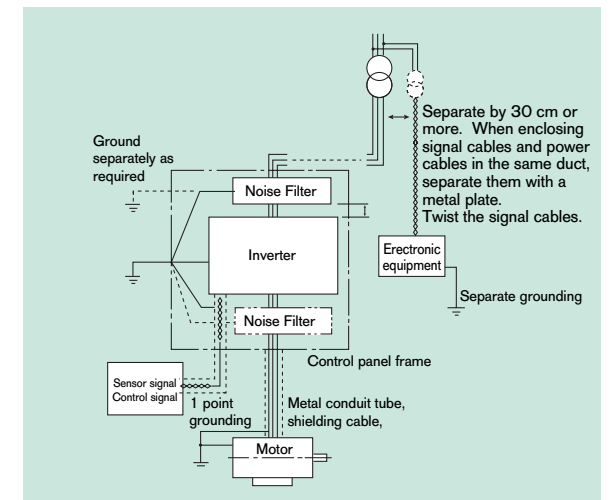 Separate by 30 cm or
more. When enclosing
signal cables and power
cables in the same duct,
separate them with a
metal plate.
Twist the signal cables.
Ground
separately as
required
Noise Filter
Inverter
Erectronic
equipment
Separate grounding
Noise Filter
Control panel frame
Sensor signal
Control signal
1 point
grounding
Metal conduit tube,
shielding cable,
Motor